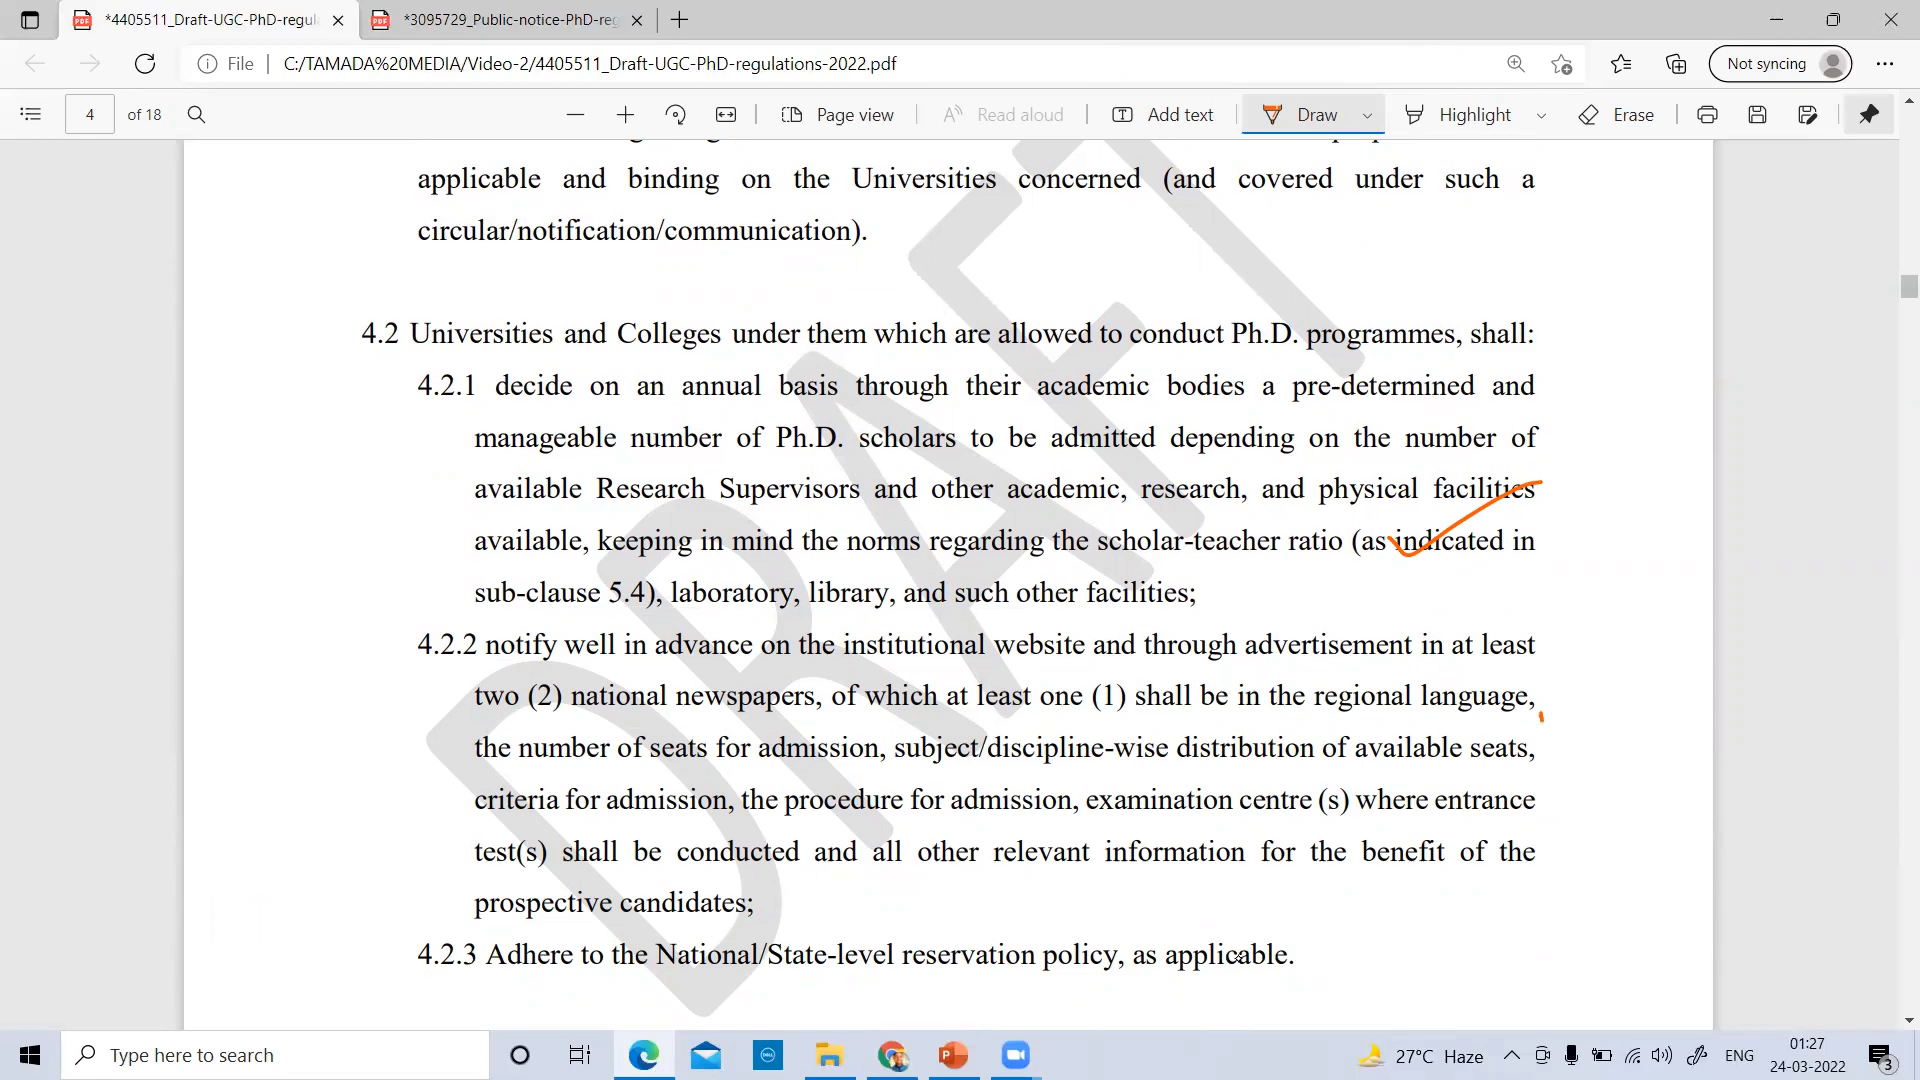 *4405511_Draft-UGC-PhD-regul
*3095729_Public-notice-PhD-reg
File
C:/TAMADA%20MEDIA/Video-2/4405511_Draft-UGC-PhD-regulations-2022.pdf
Not syncing
4 of 18
Page view
Read aloud
Add text
Draw
Highlight
Erase
applicable and binding on the Universities concerned (and covered under such a
circular/notification/communication).
4.2 Universities and Colleges under them which are allowed to conduct Ph.D. programmes, shall:
4.2.1 decide on an annual basis through their academic bodies a pre-determined and
manageable number of Ph.D. scholars to be admitted depending on the number of
available Research Supervisors and other academic, research, and physical facilities
available, keeping in mind the norms regarding the scholar-teacher ratio (as indicated in
sub-clause 5.4), laboratory, library, and such other facilities;
4.2.2 notify well in advance on the institutional website and through advertisement in at least
two (2) national newspapers, of which at least one (1) shall be in the regional language,
the number of seats for admission, subject/discipline-wise distribution of available seats,
criteria for admission, the procedure for admission, examination centre (s) where entrance
test(s) shall be conducted and all other relevant information for the benefit of the
prospective candidates;
4.2.3 Adhere to the National/State-level reservation policy, as applicable.
DRAFT
Type here to search
27°C Haze
ENG
01:27
24-03-2022
3